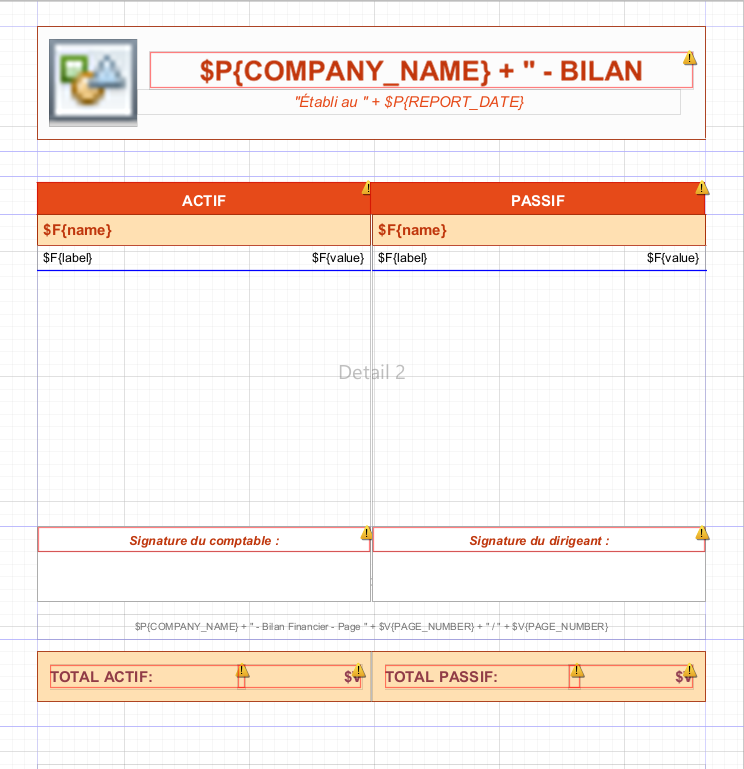 $P{COMPANY_NAME} + " - BILAN
"Établi au " + $P{REPORT_DATE}
ACTIF PASSIF
$F{name} $F{name}
$F{label} $F{value} $F{label} $F{value}
Detail 2
Signature du comptable : Signature du dirigeant :
$P{COMPANY_NAME} + " - Bilan Financier - Page " + $V{PAGE_NUMBER} + " / " + $V{PAGE_NUMBER}
TOTAL ACTIF: $V TOTAL PASSIF: $V